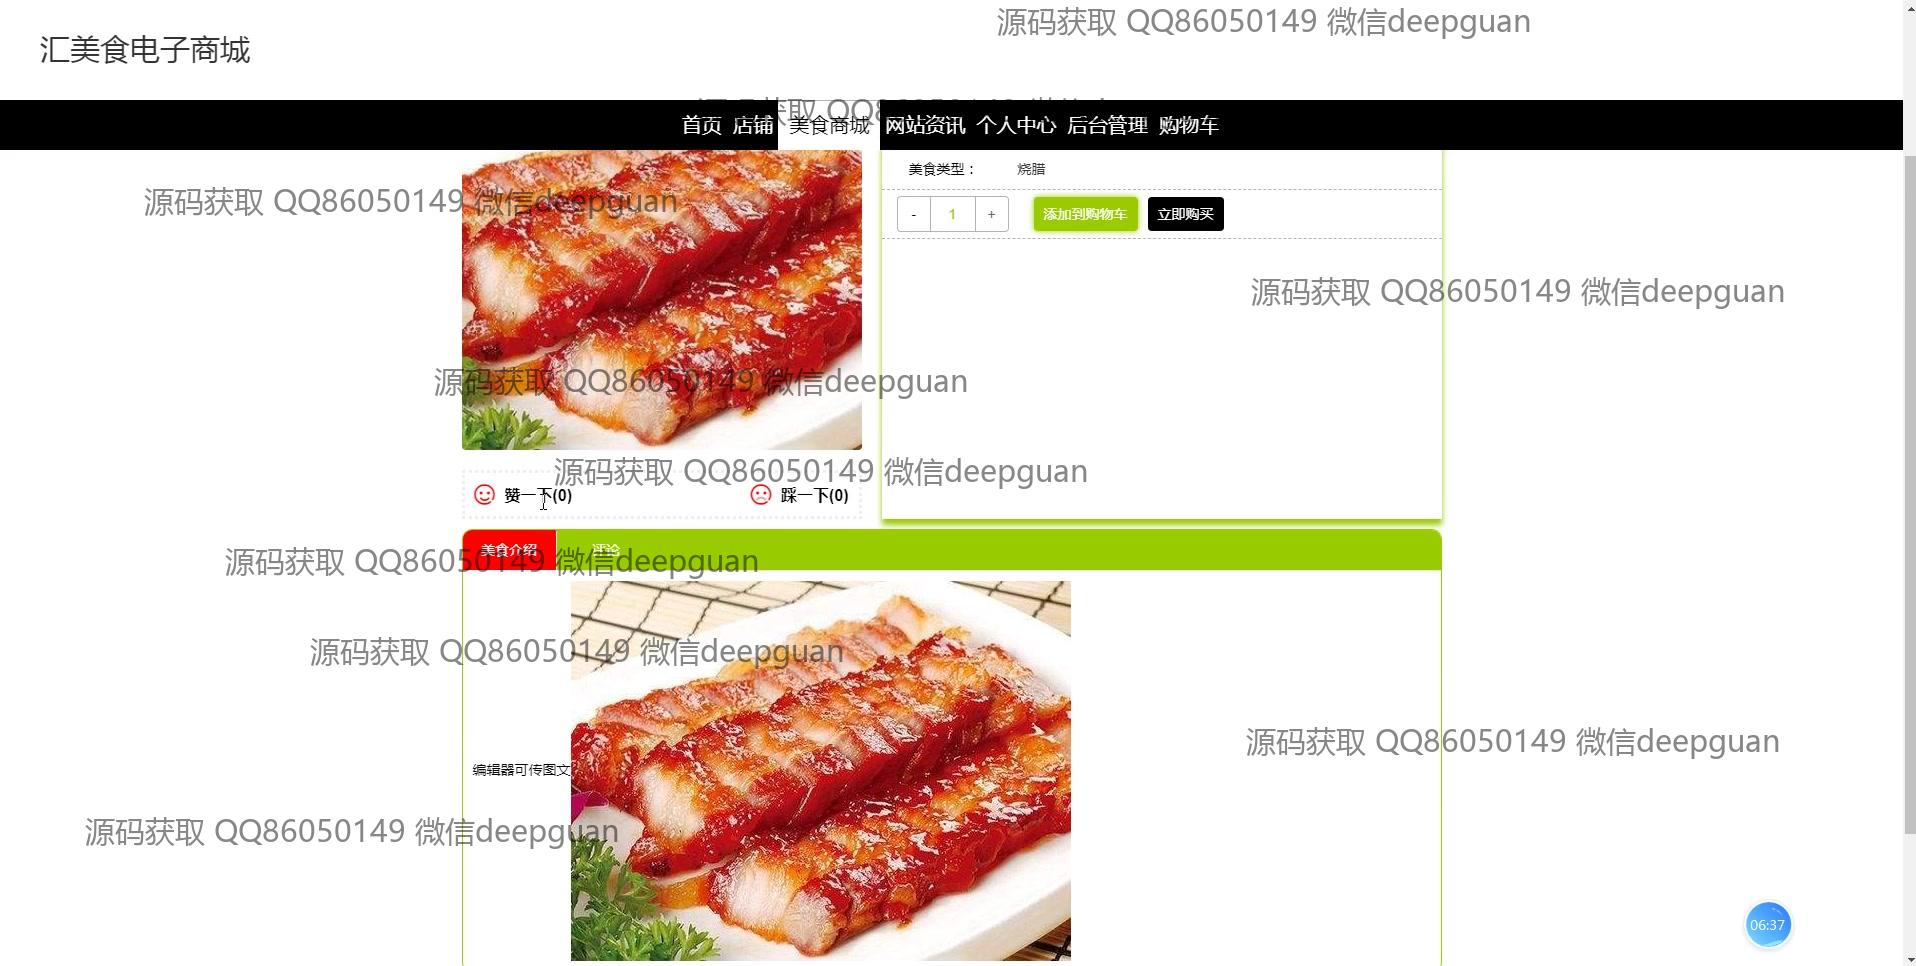 源码获取 QQ86050149 微信deepguan
汇美食电子商城
首页 店铺 美食商城 网站资讯 个人中心 后台管理 购物车
美食类型： 烧腊
源码获取 QQ86050149 微信deepguan
- 1 + 添加到购物车 立即购买
源码获取 QQ86050149 微信deepguan
源码获取 QQ86050149 微信deepguan
源码获取 QQ86050149 微信deepguan
赞一下(0) 踩一下(0)
美食介绍 评论
源码获取 QQ86050149 微信deepguan
源码获取 QQ86050149 微信deepguan
源码获取 QQ86050149 微信deepguan
编辑器可传图文
源码获取 QQ86050149 微信deepguan
06:37